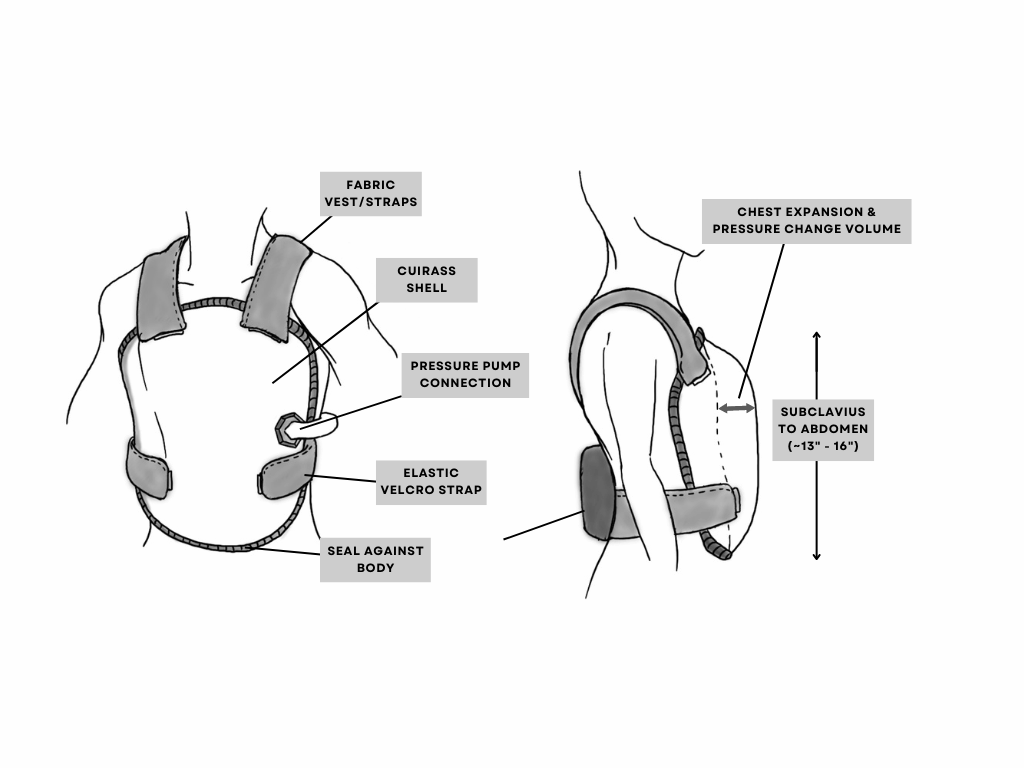 FABRIC
VEST/STRAPS
CUIRASS
SHELL
PRESSURE PUMP
CONNECTION
ELASTIC
VELCRO STRAP
SEAL AGAINST
BODY
CHEST EXPANSION &
PRESSURE CHANGE VOLUME
SUBCLAVIUS
TO ABDOMEN
(~13" - 16")